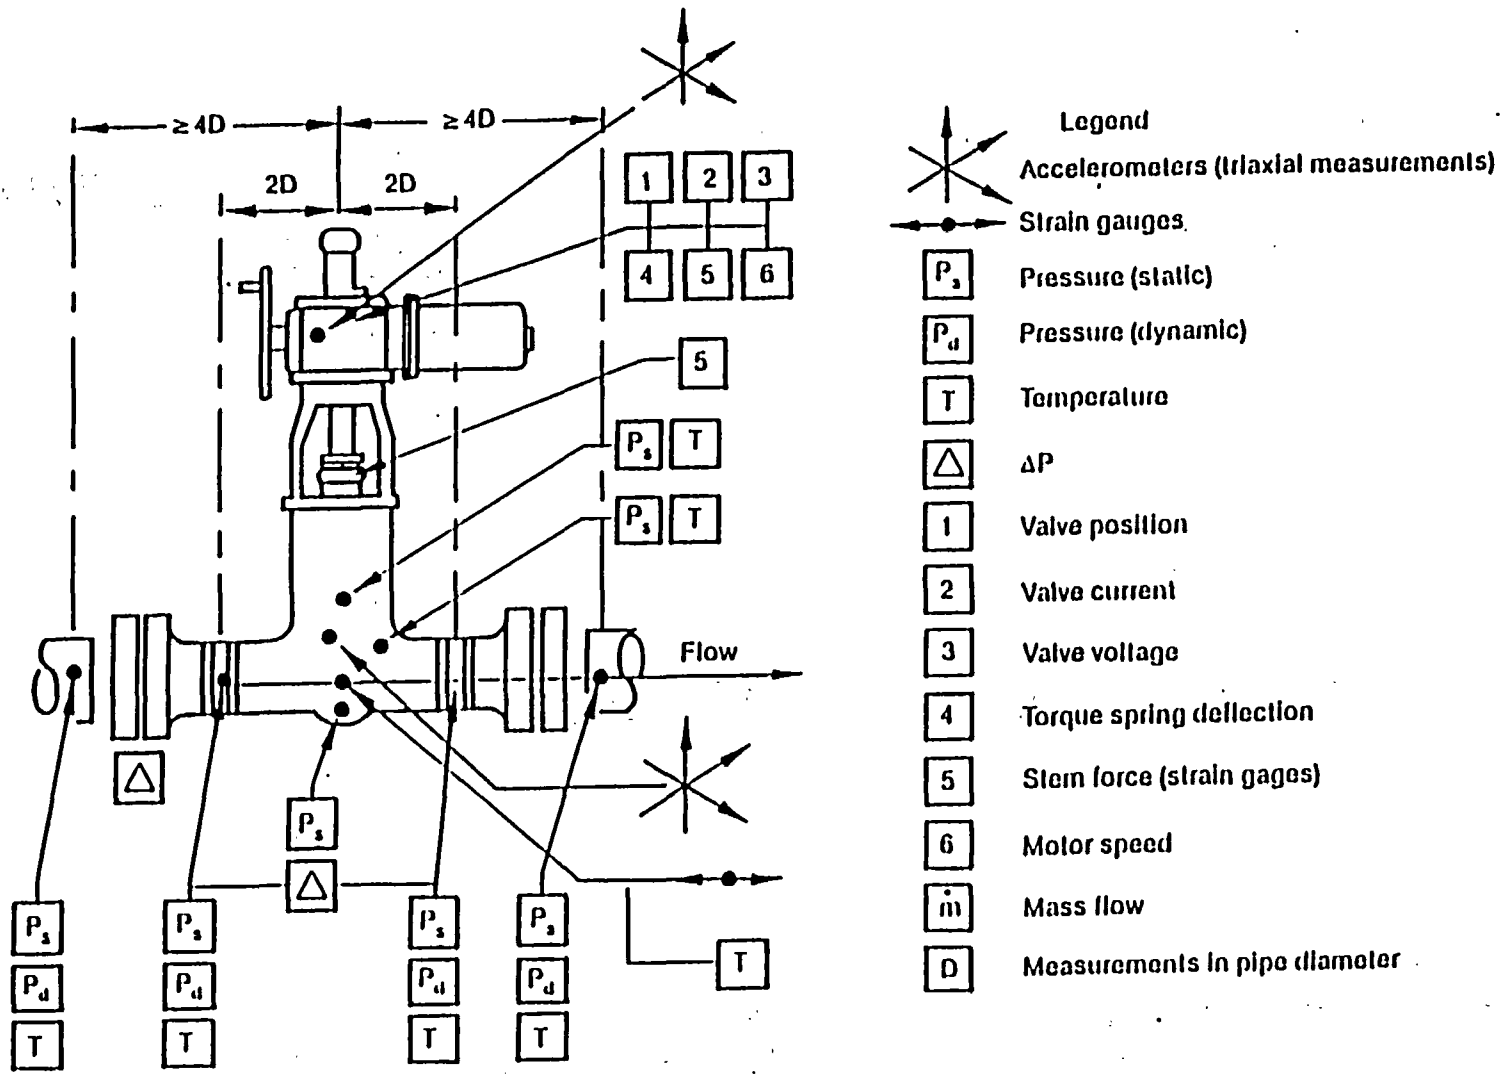 ≥ 4D
≥ 4D
2D
2D
1
2
3
4
5
6
5
Ps
T
Ps
T
Flow
△
Ps
△
Ps
Pd
T
Ps
Pd
T
Ps
Pd
T
Ps
Pd
T
T
Legend
Accelerometers (triaxial measurements)
Strain gauges
Ps Pressure (static)
Pd Pressure (dynamic)
T Temperature
△ ΔP
1 Valve position
2 Valve current
3 Valve voltage
4 Torque spring deflection
5 Stem force (strain gages)
6 Motor speed
ṁ Mass flow
D Measurements in pipe diameter